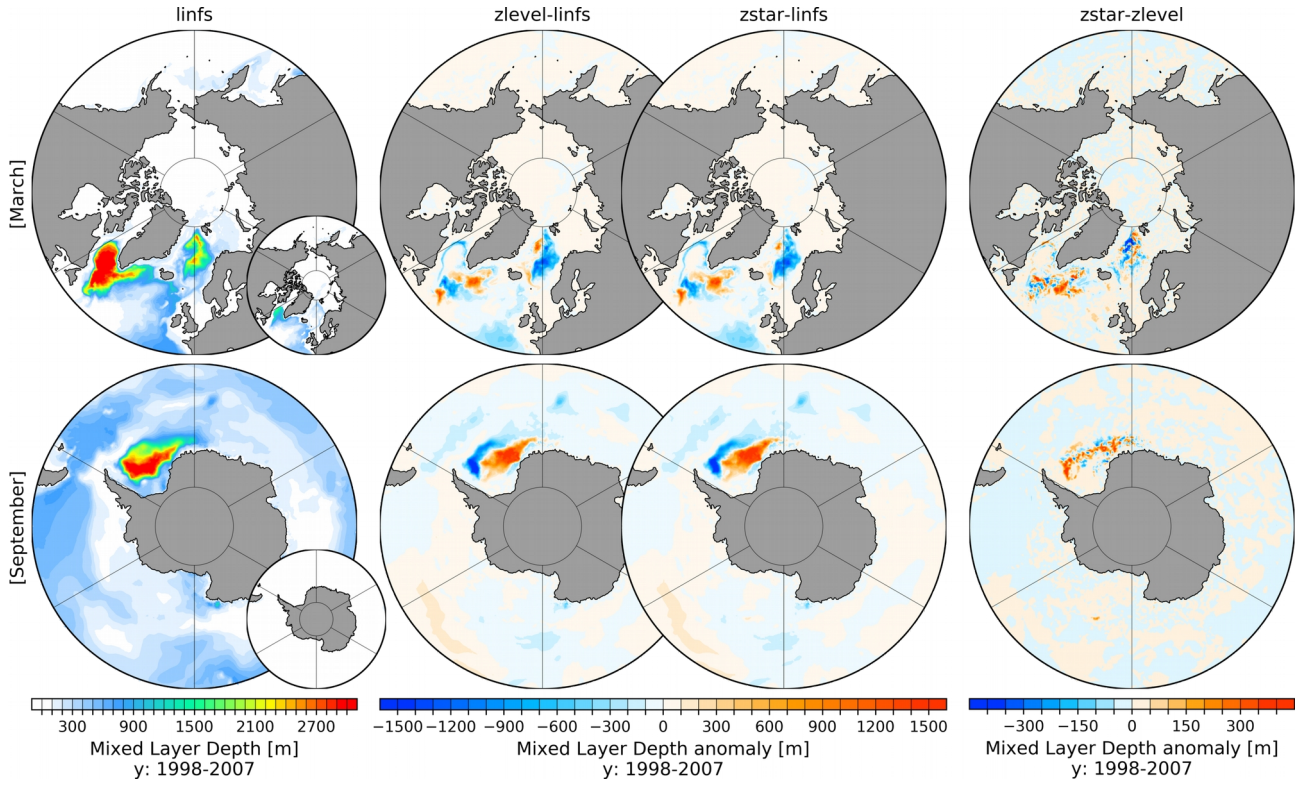 linfs
zlevel-linfs
zstar-linfs
zstar-zlevel
[March]
[September]
300 900 1500 2100 2700
Mixed Layer Depth [m]
y: 1998-2007
−1500 −1200 −900 −600 −300 0 300 600 900 1200 1500
Mixed Layer Depth anomaly [m]
y: 1998-2007
−300 −150 0 150 300
Mixed Layer Depth anomaly [m]
y: 1998-2007